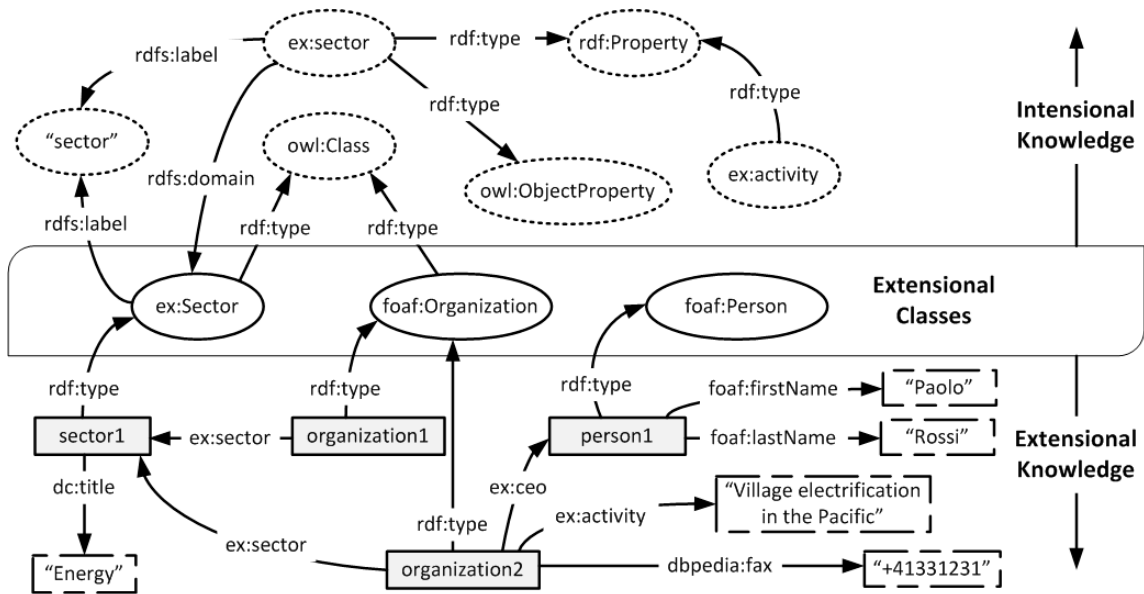 ex:sector
rdf:type
rdf:Property
rdfs:label
rdf:type
rdf:type
Intensional
Knowledge
“sector”
owl:Class
rdfs:domain
owl:ObjectProperty
ex:activity
rdfs:label
rdf:type
rdf:type
ex:Sector
foaf:Organization
foaf:Person
Extensional
Classes
rdf:type
rdf:type
rdf:type
foaf:firstName
“Paolo”
sector1
ex:sector
organization1
person1
foaf:lastName
“Rossi”
Extensional
Knowledge
dc:title
ex:ceo
“Village electrification
in the Pacific”
ex:activity
rdf:type
ex:sector
“Energy”
organization2
dbpedia:fax
“+41331231”